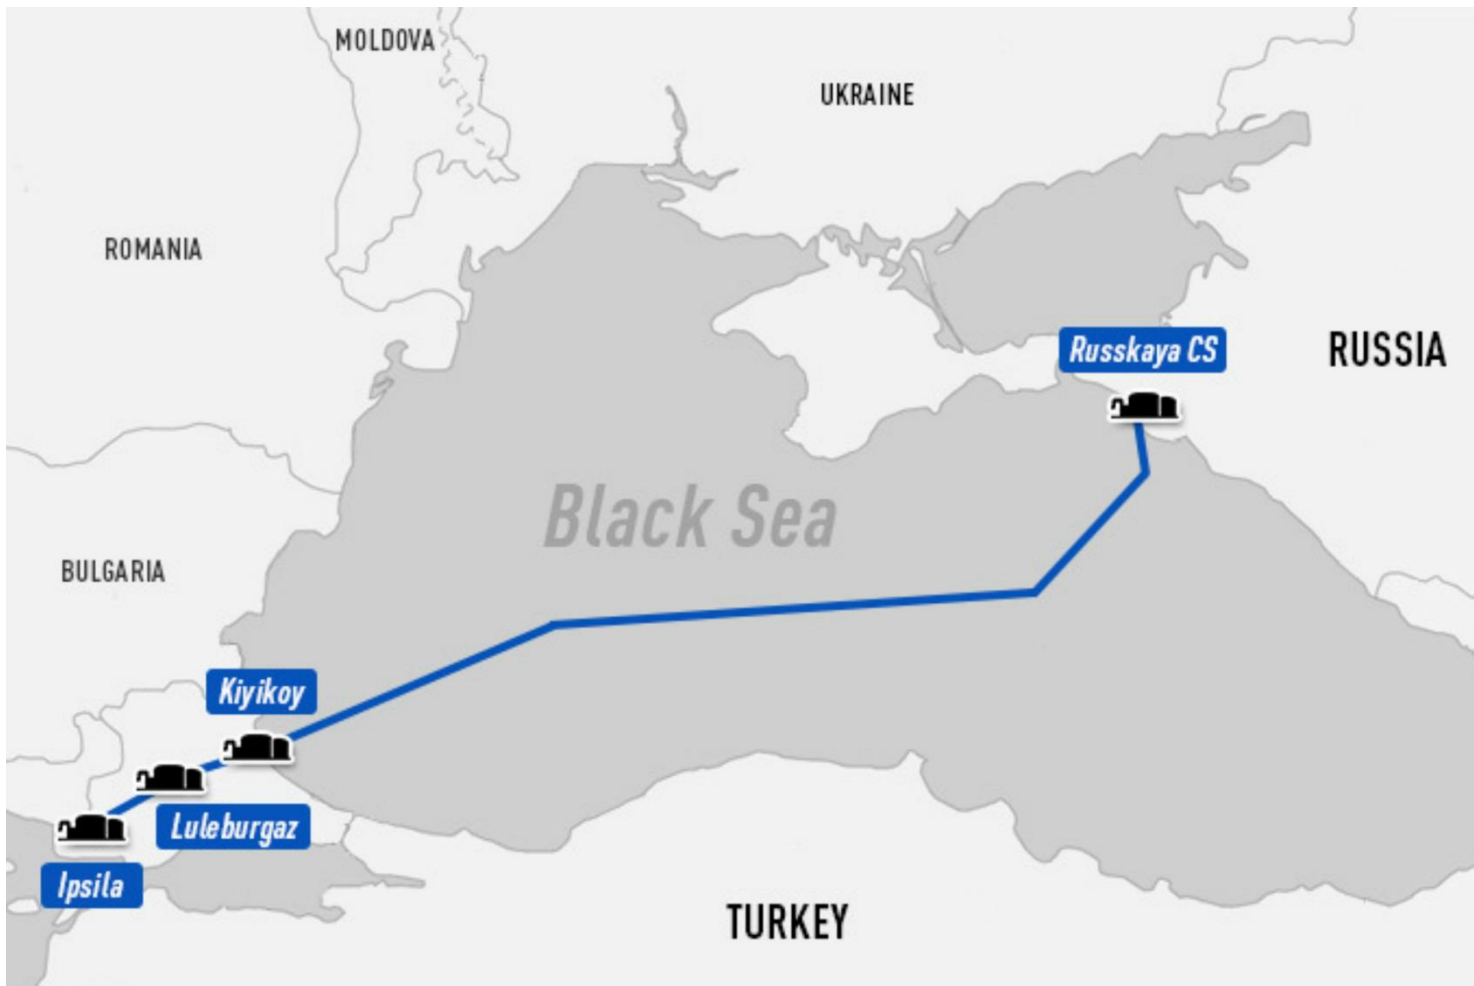 MOLDOVA
UKRAINE
ROMANIA
Russkaya CS
RUSSIA
Black Sea
BULGARIA
Kiyikoy
Luleburgaz
Ipsila
TURKEY